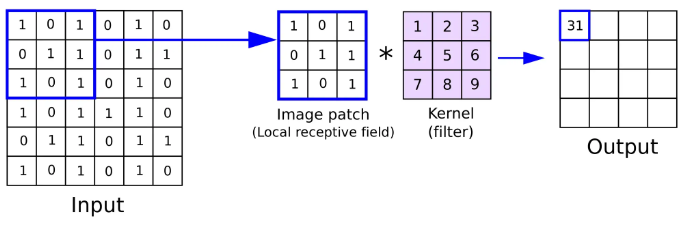 1 0 1 0 1 0
0 1 1 0 1 1
1 0 1 0 1 0
1 0 1 1 1 0
0 1 1 0 1 1
1 0 1 0 1 0
Input
1 0 1
0 1 1
1 0 1
Image patch
(Local receptive field)
*
1 2 3
4 5 6
7 8 9
Kernel
(filter)
31
Output